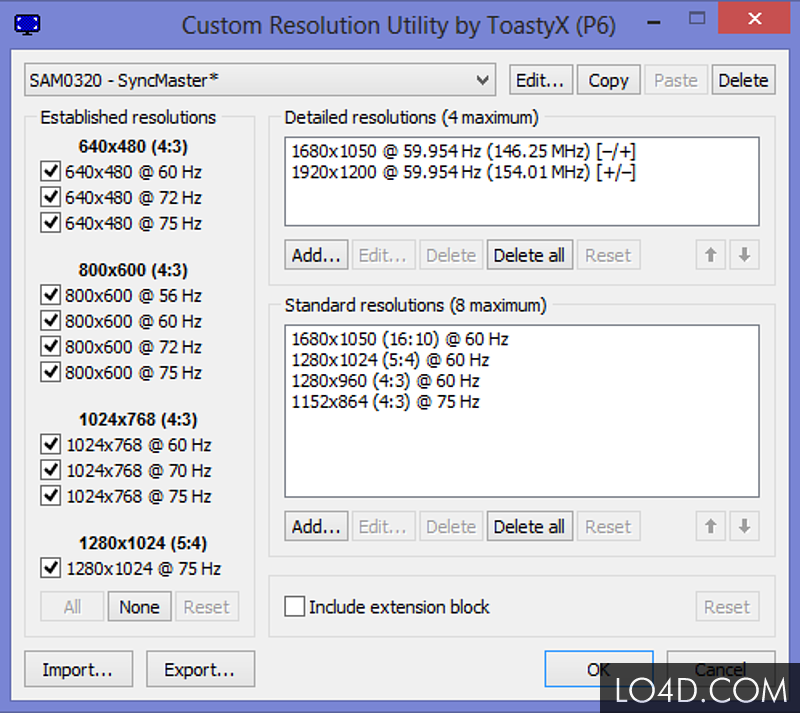 Custom Resolution Utility by ToastyX (P6)
SAM0320 - SyncMaster*
Edit...
Copy
Paste
Delete
Established resolutions
640x480 (4:3)
640x480 @ 60 Hz
640x480 @ 72 Hz
640x480 @ 75 Hz
800x600 (4:3)
800x600 @ 56 Hz
800x600 @ 60 Hz
800x600 @ 72 Hz
800x600 @ 75 Hz
1024x768 (4:3)
1024x768 @ 60 Hz
1024x768 @ 70 Hz
1024x768 @ 75 Hz
1280x1024 (5:4)
1280x1024 @ 75 Hz
All
None
Reset
Detailed resolutions (4 maximum)
1680x1050 @ 59.954 Hz (146.25 MHz) [−/+]
1920x1200 @ 59.954 Hz (154.01 MHz) [+/−]
Add...
Edit...
Delete
Delete all
Reset
Standard resolutions (8 maximum)
1680x1050 (16:10) @ 60 Hz
1280x1024 (5:4) @ 60 Hz
1280x960 (4:3) @ 60 Hz
1152x864 (4:3) @ 75 Hz
Add...
Edit...
Delete
Delete all
Reset
Include extension block
Reset
Import...
Export...
OK
Cancel
LO4D.COM